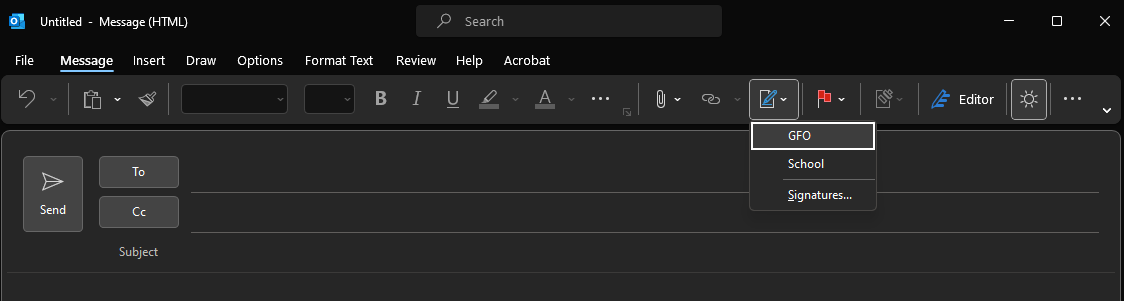 Untitled - Message (HTML)
Search
File Message Insert Draw Options Format Text Review Help Acrobat
B I U A Editor
GFO
School
Signatures...
Send
To
Cc
Subject